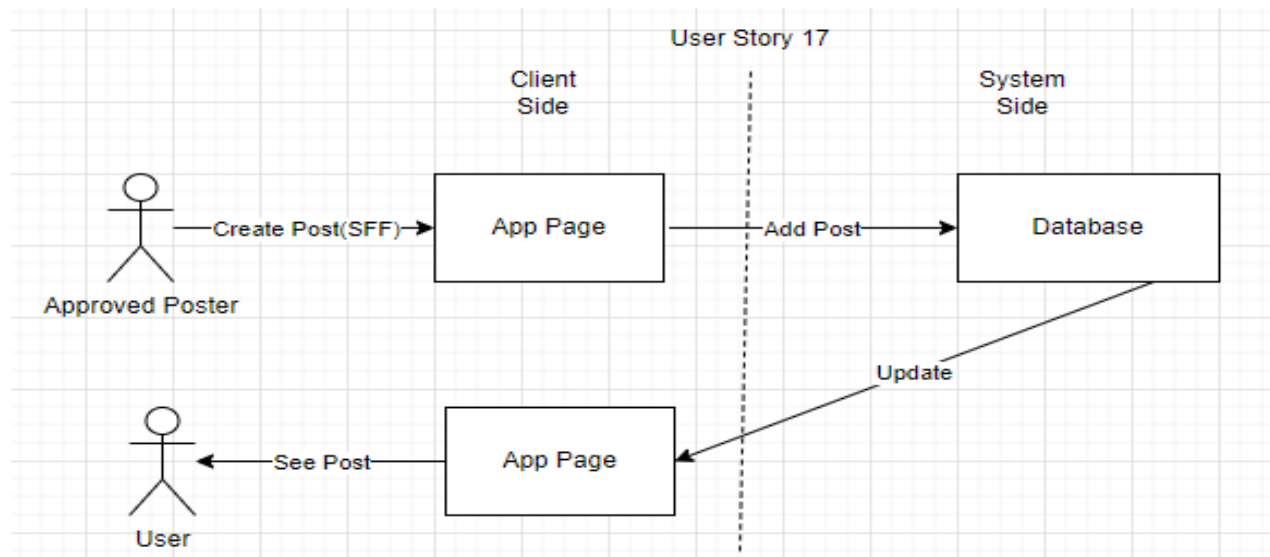 User Story 17
Client
Side
System
Side
Create Post(SFF)
App Page
Add Post
Database
Approved Poster
Update
See Post
App Page
User